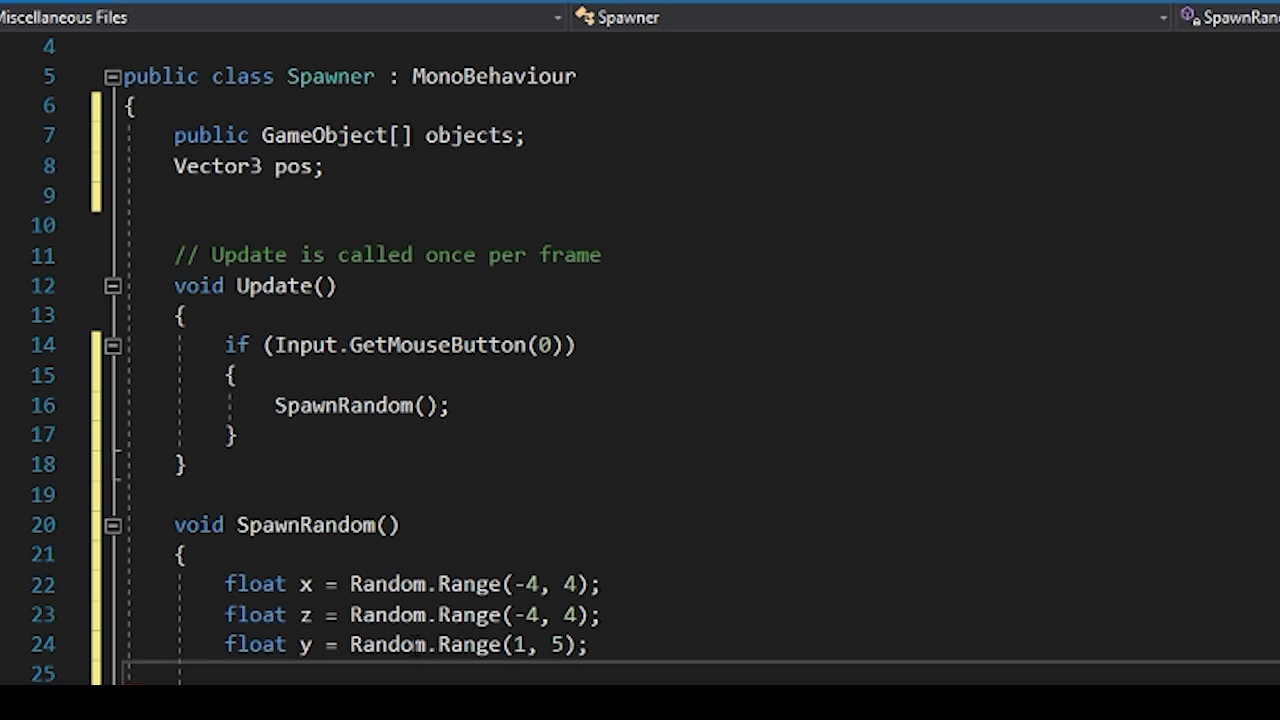 Miscellaneous Files Spawner SpawnRan
4
5 public class Spawner : MonoBehaviour
6 {
7 public GameObject[] objects;
8 Vector3 pos;
9
10
11 // Update is called once per frame
12 void Update()
13 {
14 if (Input.GetMouseButton(0))
15 {
16 SpawnRandom();
17 }
18 }
19
20 void SpawnRandom()
21 {
22 float x = Random.Range(-4, 4);
23 float z = Random.Range(-4, 4);
24 float y = Random.Range(1, 5);
25